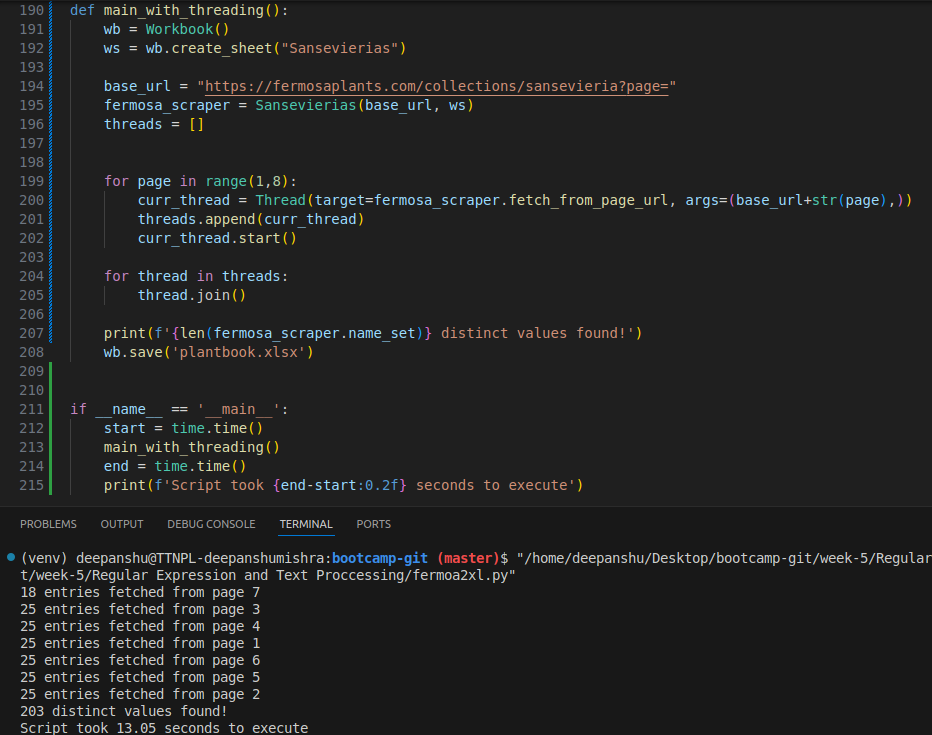 190 def main_with_threading():
191     wb = Workbook()
192     ws = wb.create_sheet("Sansevierias")
193
194     base_url = "https://fermosaplants.com/collections/sansevieria?page="
195     fermosa_scraper = Sansevierias(base_url, ws)
196     threads = []
197
198
199     for page in range(1,8):
200         curr_thread = Thread(target=fermosa_scraper.fetch_from_page_url, args=(base_url+str(page),))
201         threads.append(curr_thread)
202         curr_thread.start()
203
204     for thread in threads:
205         thread.join()
206
207     print(f'{len(fermosa_scraper.name_set)} distinct values found!')
208     wb.save('plantbook.xlsx')
209
210
211 if __name__ == '__main__':
212     start = time.time()
213     main_with_threading()
214     end = time.time()
215     print(f'Script took {end-start:0.2f} seconds to execute')
PROBLEMS OUTPUT DEBUG CONSOLE TERMINAL PORTS
(venv) deepanshu@TTNPL-deepanshumishra:bootcamp-git (master)$ "/home/deepanshu/Desktop/bootcamp-git/week-5/Regular
t/week-5/Regular Expression and Text Proccessing/fermoa2xl.py"
18 entries fetched from page 7
25 entries fetched from page 3
25 entries fetched from page 4
25 entries fetched from page 1
25 entries fetched from page 6
25 entries fetched from page 5
25 entries fetched from page 2
203 distinct values found!
Script took 13.05 seconds to execute